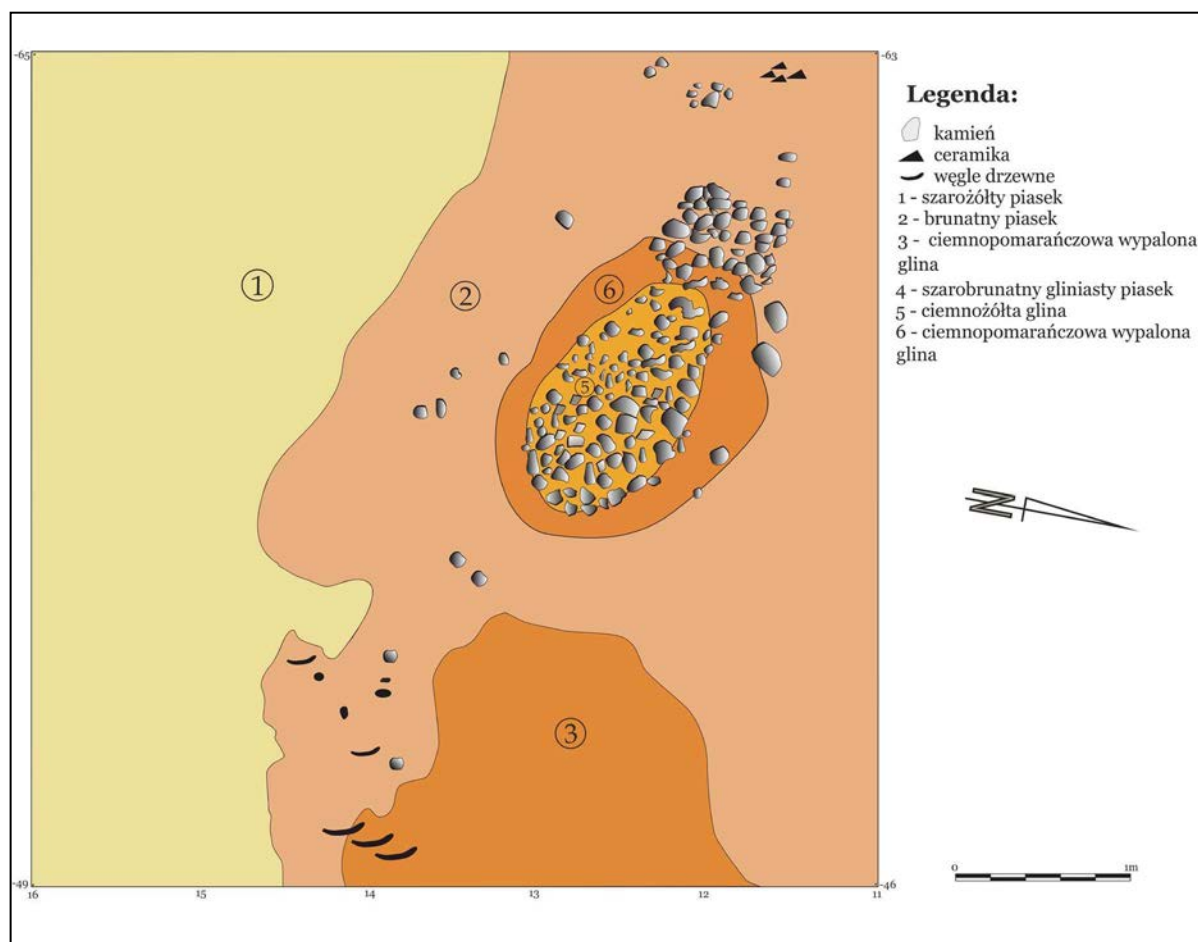 -65
-63
Legenda:
kamień
ceramika
węgle drzewne
1 - szarożółty piasek
2 - brunatny piasek
3 - ciemnopomarańczowa wypalona
glina
4 - szarobrunatny gliniasty piasek
5 - ciemnożółta glina
6 - ciemnopomarańczowa wypalona
glina
1
2
6
5
3
N
0 1m
-49
-46
16 15 14 13 12 11